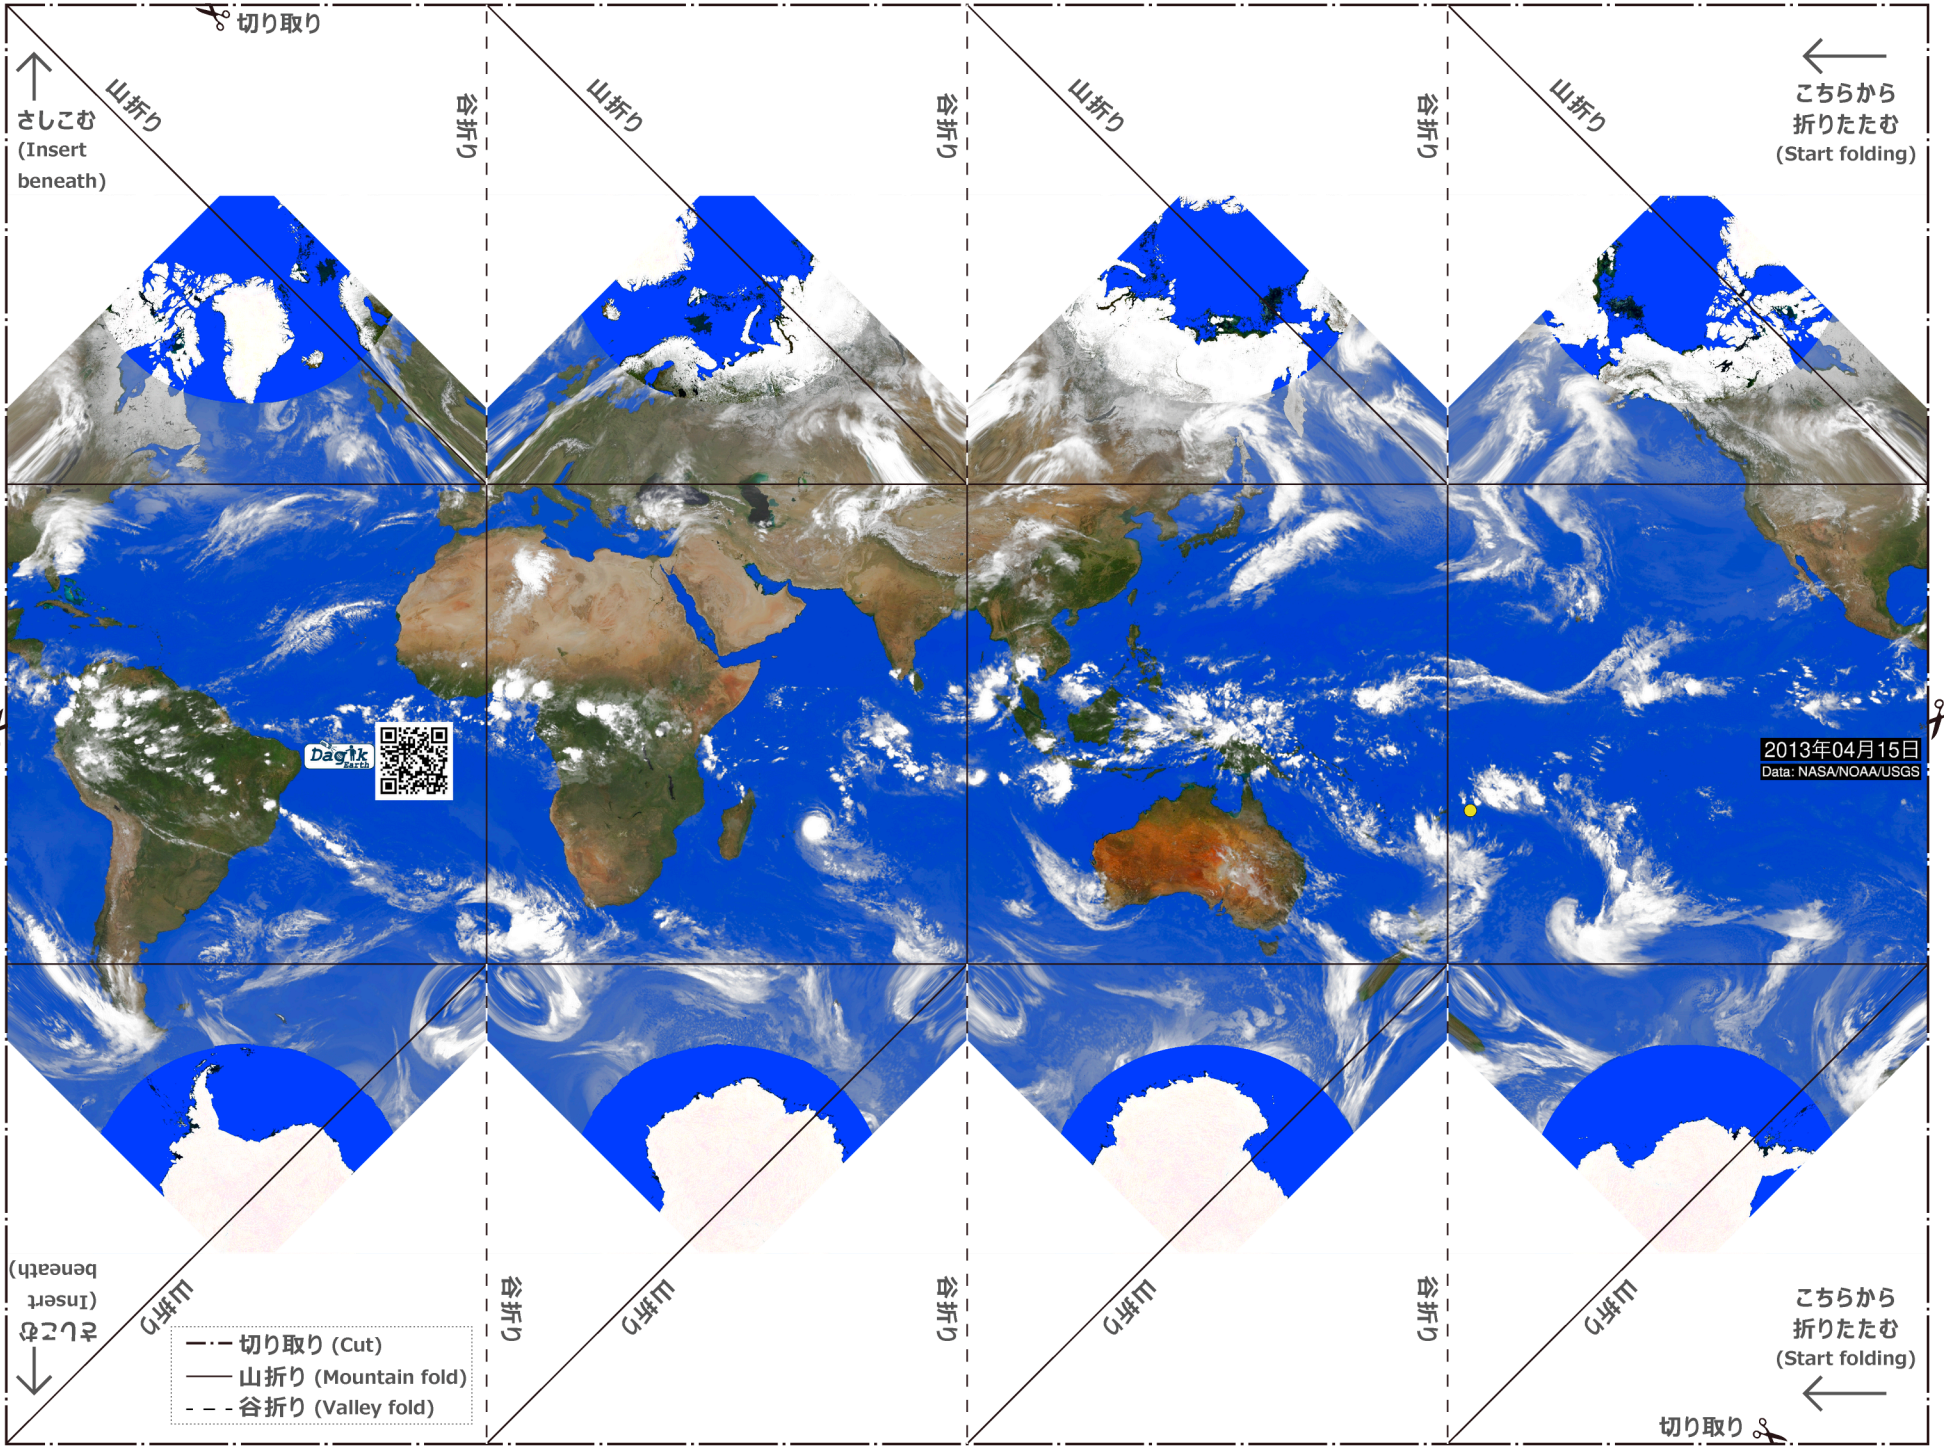 切り取り
山折り
谷折り
山折り
谷折り
山折り
谷折り
山折り
さしこむ
(Insert
beneath)
こちらから
折りたたむ
(Start folding)
Dagik
Earth
2013年04月15日
Data: NASA/NOAA/USGS
さしこむ
(Insert
beneath)
山折り
谷折り
山折り
谷折り
山折り
谷折り
山折り
こちらから
折りたたむ
(Start folding)
切り取り (Cut)
山折り (Mountain fold)
谷折り (Valley fold)
切り取り